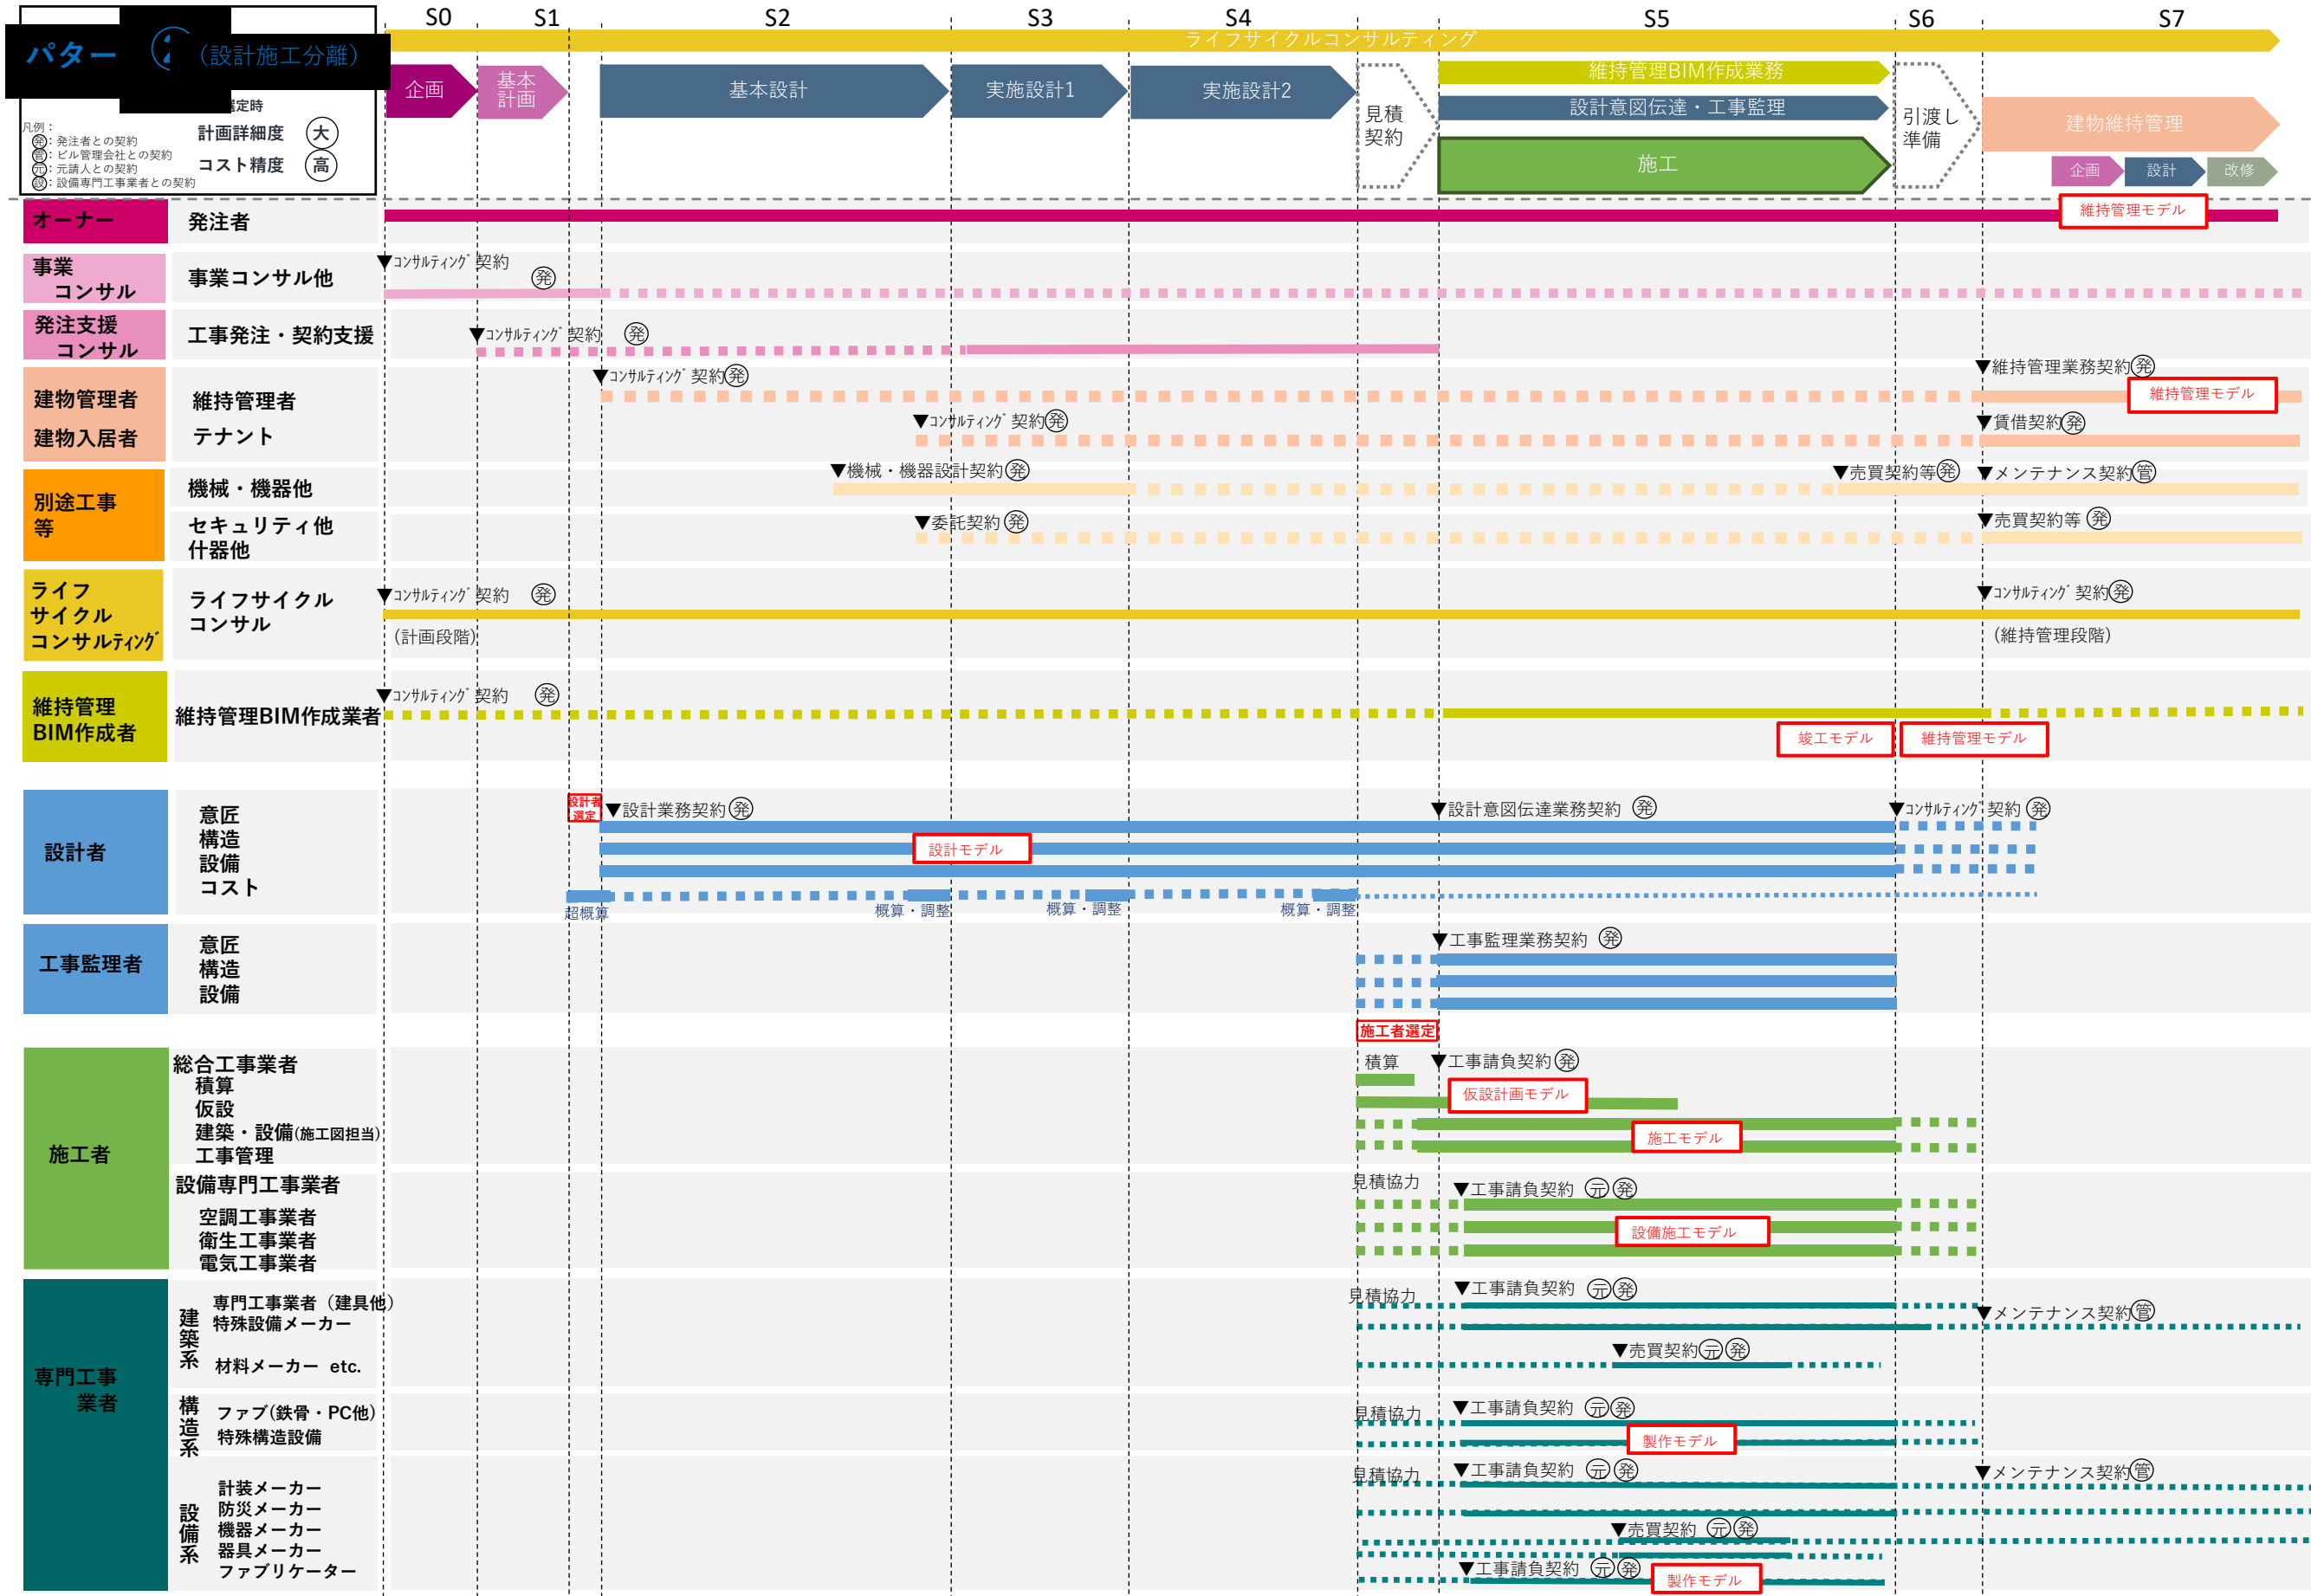 S0 S1 S2 S3 S4 S5 S6 S7
ライフサイクルコンサルティング
パター
(設計施工分離)
定時
計画詳細度 大
コスト精度 高
凡例：
発：発注者との契約
管：ビル管理会社との契約
元：元請人との契約
設：設備専門工事業者との契約
企画
基本
計画
基本設計
実施設計1
実施設計2
見積
契約
維持管理BIM作成業務
設計意図伝達・工事監理
施工
引渡し
準備
建物維持管理
企画 設計 改修
オーナー
発注者
維持管理モデル
事業
コンサル
事業コンサル他
▼コンサルティング契約 発
発注支援
コンサル
工事発注・契約支援
▼コンサルティング契約 発
建物管理者
建物入居者
維持管理者
テナント
▼コンサルティング契約発
▼維持管理業務契約発
維持管理モデル
▼コンサルティング契約発
▼賃借契約発
別途工事
等
機械・機器他
▼機械・機器設計契約発
▼売買契約等発
▼メンテナンス契約管
セキュリティ他
什器他
▼委託契約発
▼売買契約等 発
ライフ
サイクル
コンサルティング
ライフサイクル
コンサル
▼コンサルティング契約 発
(計画段階)
▼コンサルティング契約発
(維持管理段階)
維持管理
BIM作成者
維持管理BIM作成業者
▼コンサルティング契約 発
竣工モデル
維持管理モデル
設計者
意匠
構造
設備
コスト
設計者
選定
▼設計業務契約発
▼設計意図伝達業務契約 発
▼コンサルティング契約 発
設計モデル
超概算
概算・調整
概算・調整
概算・調整
工事監理者
意匠
構造
設備
▼工事監理業務契約 発
施工者選定
施工者
総合工事業者
積算
仮設
建築・設備(施工図担当)
工事管理
積算
▼工事請負契約発
仮設計画モデル
施工モデル
設備専門工事業者
空調工事業者
衛生工事業者
電気工事業者
見積協力
▼工事請負契約 元発
設備施工モデル
専門工事
業者
建築系
専門工事業者（建具他）
特殊設備メーカー
材料メーカー etc.
見積協力
▼工事請負契約 元発
▼メンテナンス契約管
▼売買契約元発
構造系
ファブ(鉄骨・PC他)
特殊構造設備
見積協力
▼工事請負契約 元発
製作モデル
設備系
計装メーカー
防災メーカー
機器メーカー
器具メーカー
ファブリケーター
見積協力
▼工事請負契約 元発
▼メンテナンス契約管
▼売買契約 元発
▼工事請負契約 元発
製作モデル